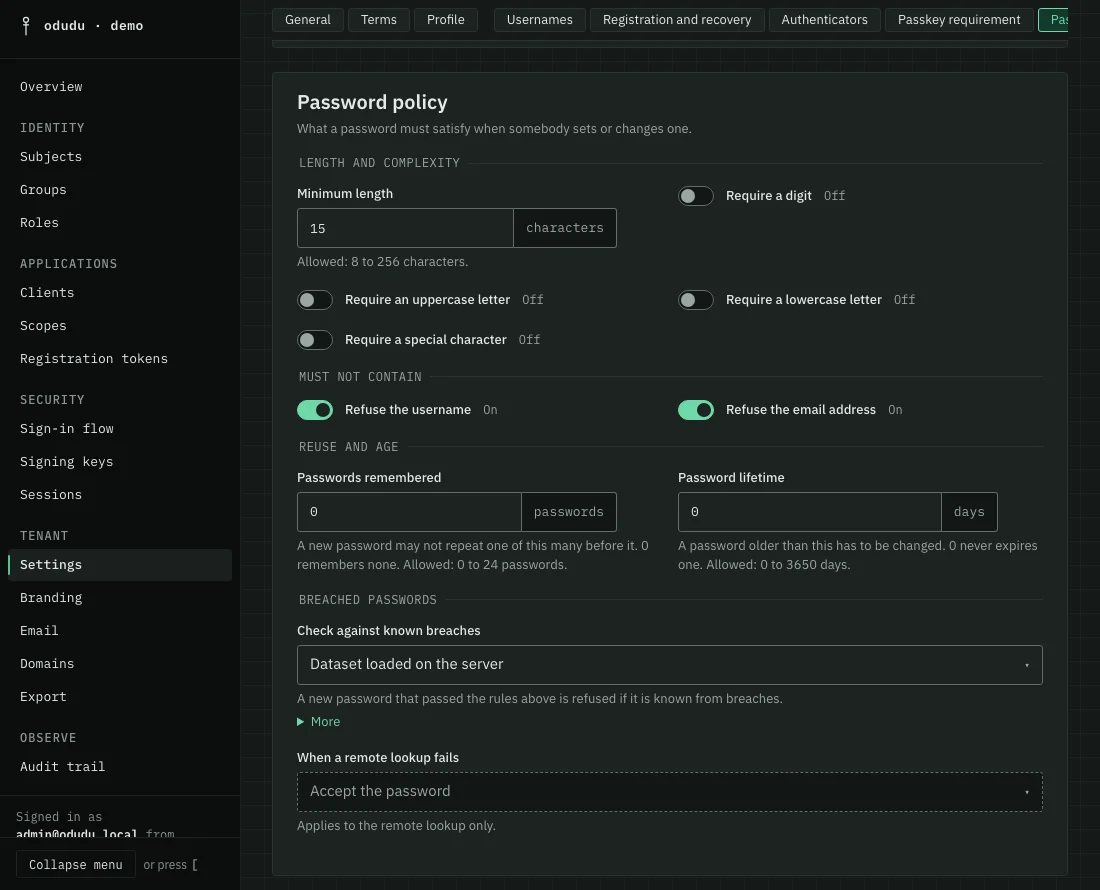 odudu · demo
Overview
IDENTITY
Subjects
Groups
Roles
APPLICATIONS
Clients
Scopes
Registration tokens
SECURITY
Sign-in flow
Signing keys
Sessions
TENANT
Settings
Branding
Email
Domains
Export
OBSERVE
Audit trail
Signed in as
admin@odudu.local from
Collapse menu or press [
General Terms Profile Usernames Registration and recovery Authenticators Passkey requirement
Password policy
What a password must satisfy when somebody sets or changes one.
LENGTH AND COMPLEXITY
Minimum length
15 characters
Allowed: 8 to 256 characters.
Require a digit Off
Require an uppercase letter Off
Require a lowercase letter Off
Require a special character Off
MUST NOT CONTAIN
Refuse the username On
Refuse the email address On
REUSE AND AGE
Passwords remembered
0 passwords
A new password may not repeat one of this many before it. 0
remembers none. Allowed: 0 to 24 passwords.
Password lifetime
0 days
A password older than this has to be changed. 0 never expires
one. Allowed: 0 to 3650 days.
BREACHED PASSWORDS
Check against known breaches
Dataset loaded on the server
A new password that passed the rules above is refused if it is known from breaches.
More
When a remote lookup fails
Accept the password
Applies to the remote lookup only.